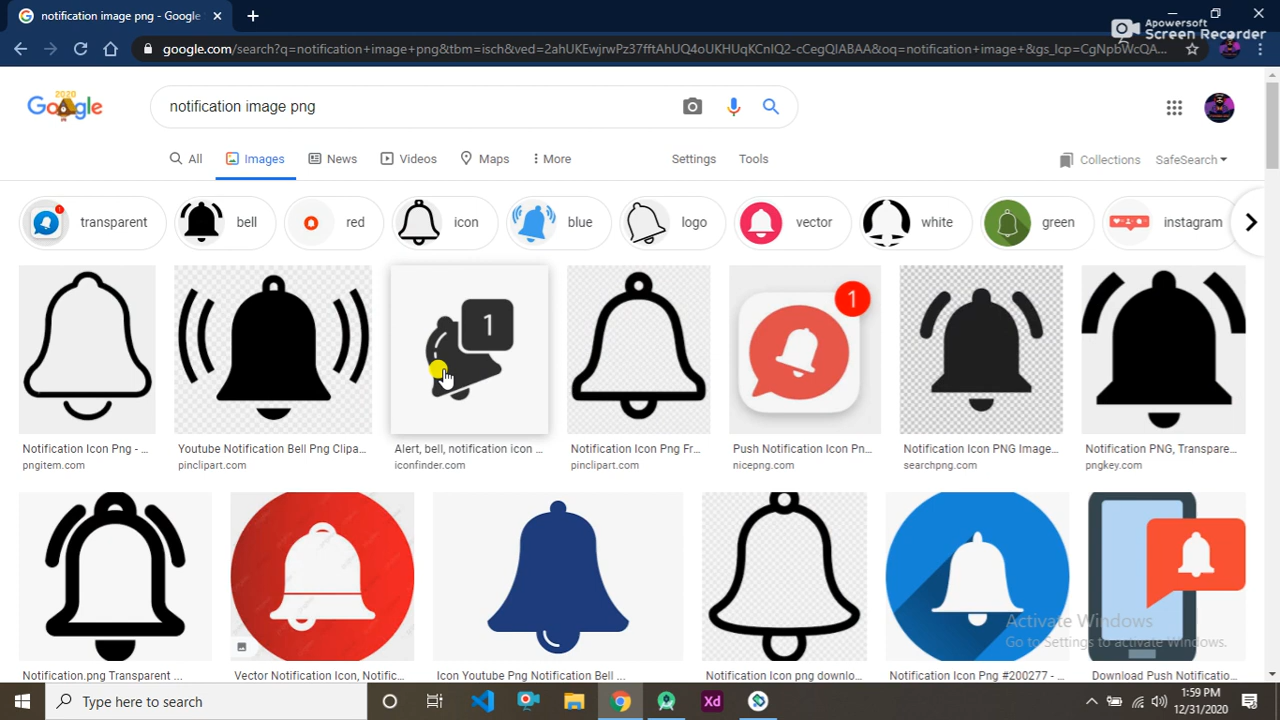 notification image png - Google
Apowersoft
Screen Recorder
google.com/search?q=notification+image+png&tbm=isch&ved=2ahUKEwjrwPz37fftAhUQ4oUKHUqKCnIQ2-cCegQIABAA&oq=notification+image+&gs_lcp=CgNpbWcQA...
2020
Google
notification image png
All
Images
News
Videos
Maps
More
Settings
Tools
Collections
SafeSearch
transparent
bell
red
icon
blue
logo
vector
white
green
instagram
1
1
Notification Icon Png - ...
Youtube Notification Bell Png Clipa...
Alert, bell, notification icon ...
Notification Icon Png Fr...
Push Notification Icon Pn...
Notification Icon PNG Image...
Notification PNG, Transpare...
pngitem.com
pinclipart.com
iconfinder.com
pinclipart.com
nicepng.com
searchpng.com
pngkey.com
Activate Windows
Go to Settings to activate Windows.
Notification.png Transparent ...
Vector Notification Icon, Notific...
Icon Youtube Png Notification Bell ...
Notification Icon png downlo...
Notification Icon Png #200277 - ...
Download Push Notificatio...
Type here to search
Xd
1:59 PM
12/31/2020